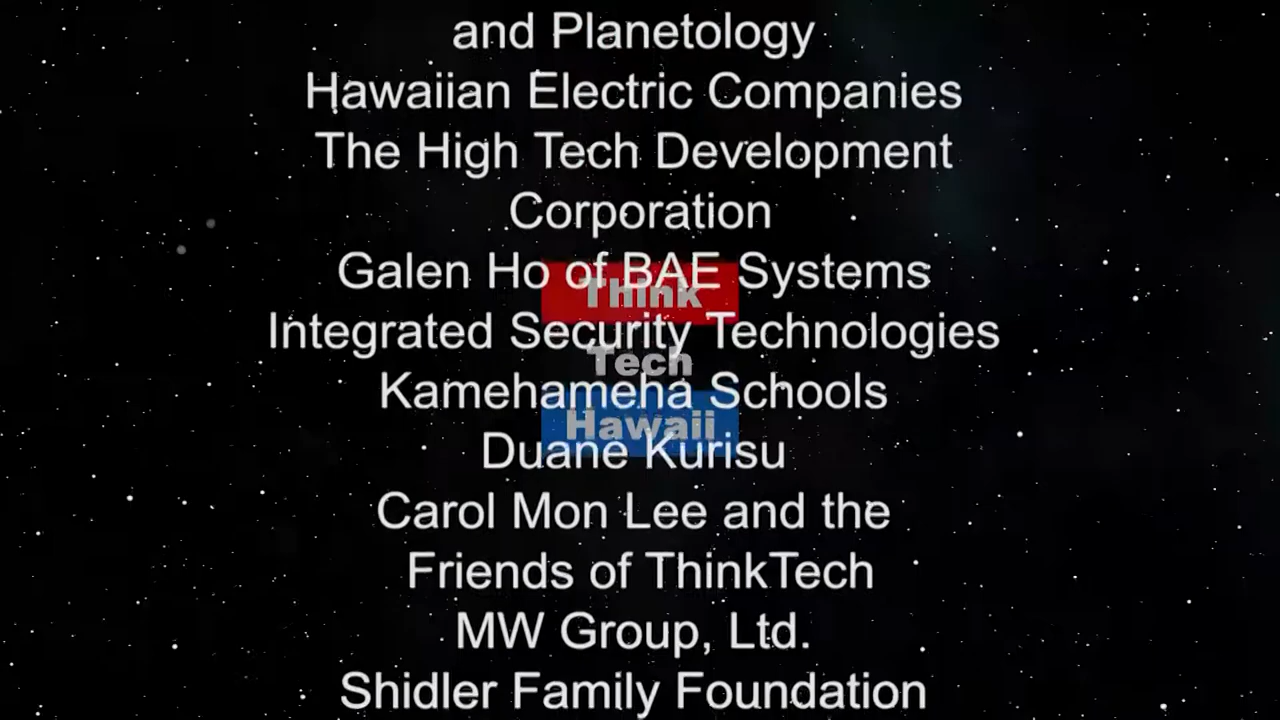 and Planetology
Hawaiian Electric Companies
The High Tech Development
Corporation
Galen Ho of BAE Systems
Think
Integrated Security Technologies
Tech
Kamehameha Schools
Hawaii
Duane Kurisu
Carol Mon Lee and the
Friends of ThinkTech
MW Group, Ltd.
Shidler Family Foundation